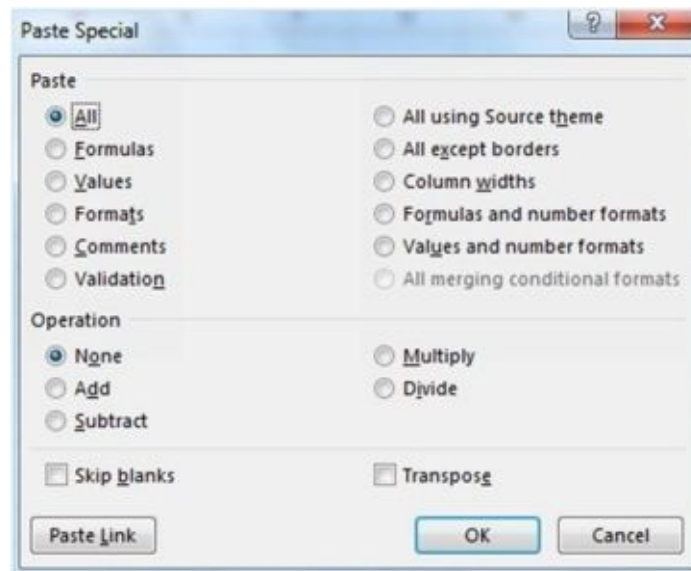 Paste Special
?
Paste
All
All using Source theme
Formulas
All except borders
Values
Column widths
Formats
Formulas and number formats
Comments
Values and number formats
Validation
All merging conditional formats
Operation
None
Multiply
Add
Divide
Subtract
Skip blanks
Transpose
Paste Link
OK
Cancel